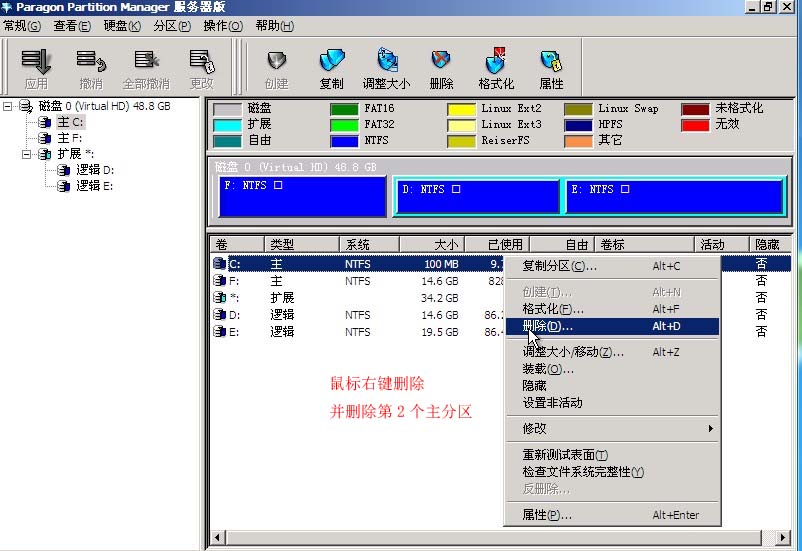 Paragon Partition Manager 服务器版
常规(G) 查看(E) 硬盘(K) 分区(P) 操作(O) 帮助(H)
应用 撤消 全部撤消 更改 创建 复制 调整大小 删除 格式化 属性
磁盘 0 (Virtual HD) 48.8 GB
主 C:
主 F:
扩展 *:
逻辑 D:
逻辑 E:
磁盘 FAT16 Linux Ext2 Linux Swap 未格式化
扩展 FAT32 Linux Ext3 HPFS 无效
自由 NTFS ReiserFS 其它
磁盘 0 (Virtual HD) 48.8 GB
F: NTFS D: NTFS E: NTFS
卷 类型 系统 大小 已使用 自由 卷标 活动 隐藏
C: 主 NTFS 100 MB 否
F: 主 NTFS 14.6 GB 否
*: 扩展 34.2 GB 否
D: 逻辑 NTFS 14.6 GB 否
E: 逻辑 NTFS 19.5 GB 否
复制分区(C)... Alt+C
创建(T)... Alt+N
格式化(F)... Alt+F
删除(D)... Alt+D
调整大小/移动(Z)... Alt+Z
装载(O)...
隐藏
设置非活动
修改
重新测试表面(T)
检查文件系统完整性(Y)
反删除...
属性(P)... Alt+Enter
鼠标右键删除
并删除第 2 个主分区